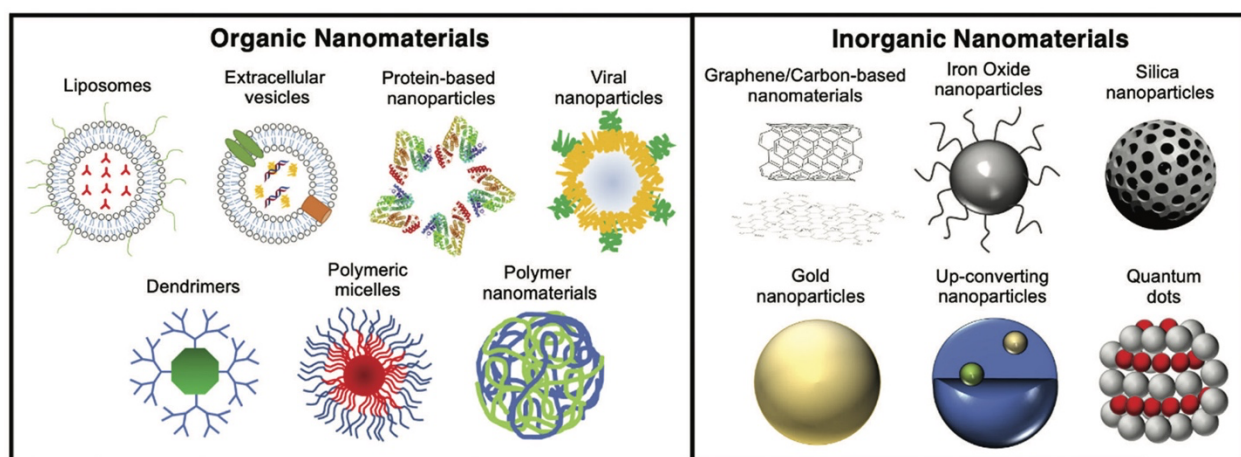 Organic Nanomaterials
Liposomes
Extracellular
vesicles
Protein-based
nanoparticles
Viral
nanoparticles
Dendrimers
Polymeric
micelles
Polymer
nanomaterials
Inorganic Nanomaterials
Graphene/Carbon-based
nanomaterials
Iron Oxide
nanoparticles
Silica
nanoparticles
Gold
nanoparticles
Up-converting
nanoparticles
Quantum
dots